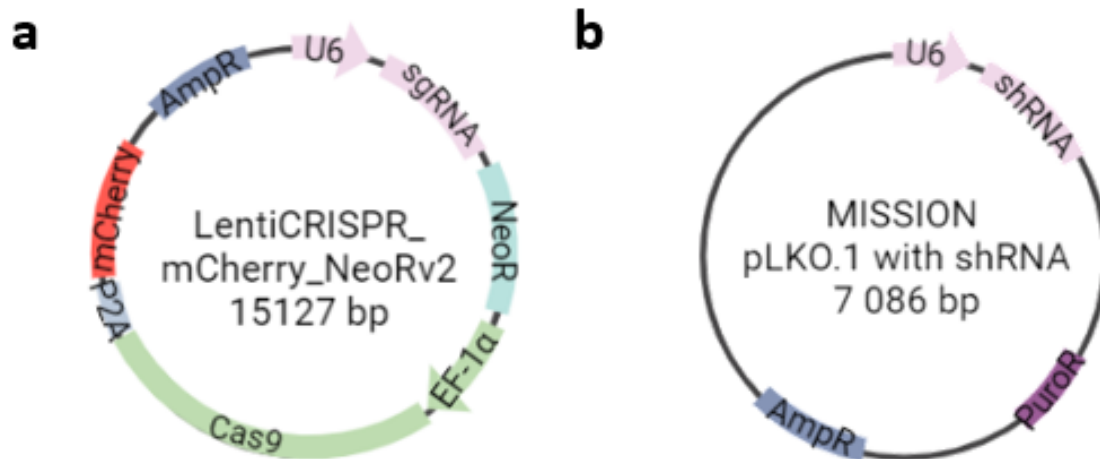 a
U6
sgRNA
NeoR
EF-1α
Cas9
P2A
mCherry
AmpR
LentiCRISPR_
mCherry_NeoRv2
15127 bp
b
U6
shRNA
PuroR
AmpR
MISSION
pLKO.1 with shRNA
7 086 bp